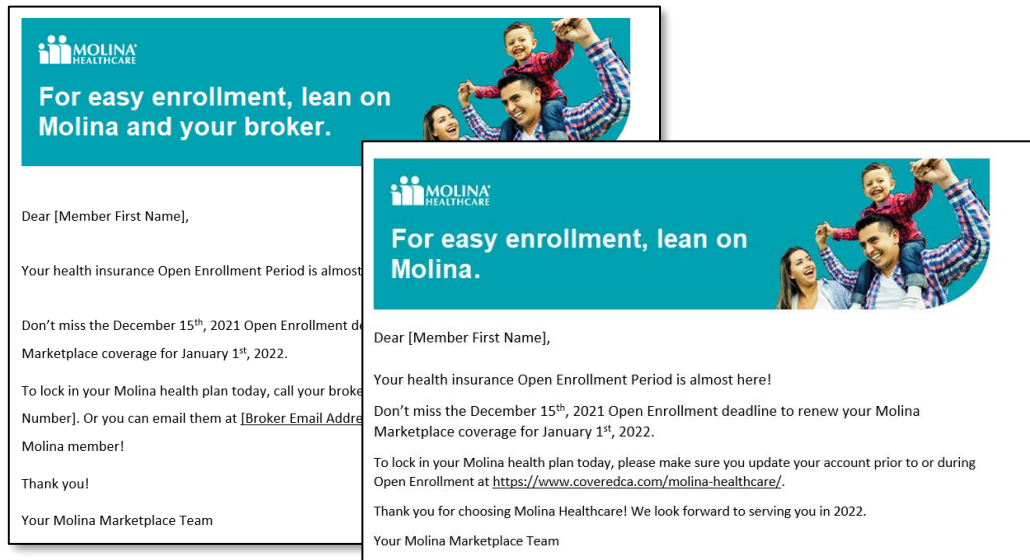 MOLINA
HEALTHCARE
For easy enrollment, lean on
Molina and your broker.
Dear [Member First Name],
Your health insurance Open Enrollment Period is almost
Don’t miss the December 15th, 2021 Open Enrollment
Marketplace coverage for January 1st, 2022.
To lock in your Molina health plan today, call your
Number]. Or you can email them at [Broker Email
Molina member!
Thank you!
Your Molina Marketplace Team
MOLINA
HEALTHCARE
For easy enrollment, lean on
Molina.
Dear [Member First Name],
Your health insurance Open Enrollment Period is almost here!
Don’t miss the December 15th, 2021 Open Enrollment deadline to renew your Molina
Marketplace coverage for January 1st, 2022.
To lock in your Molina health plan today, please make sure you update your account prior to or during
Open Enrollment at https://www.coveredca.com/molina-healthcare/.
Thank you for choosing Molina Healthcare! We look forward to serving you in 2022.
Your Molina Marketplace Team